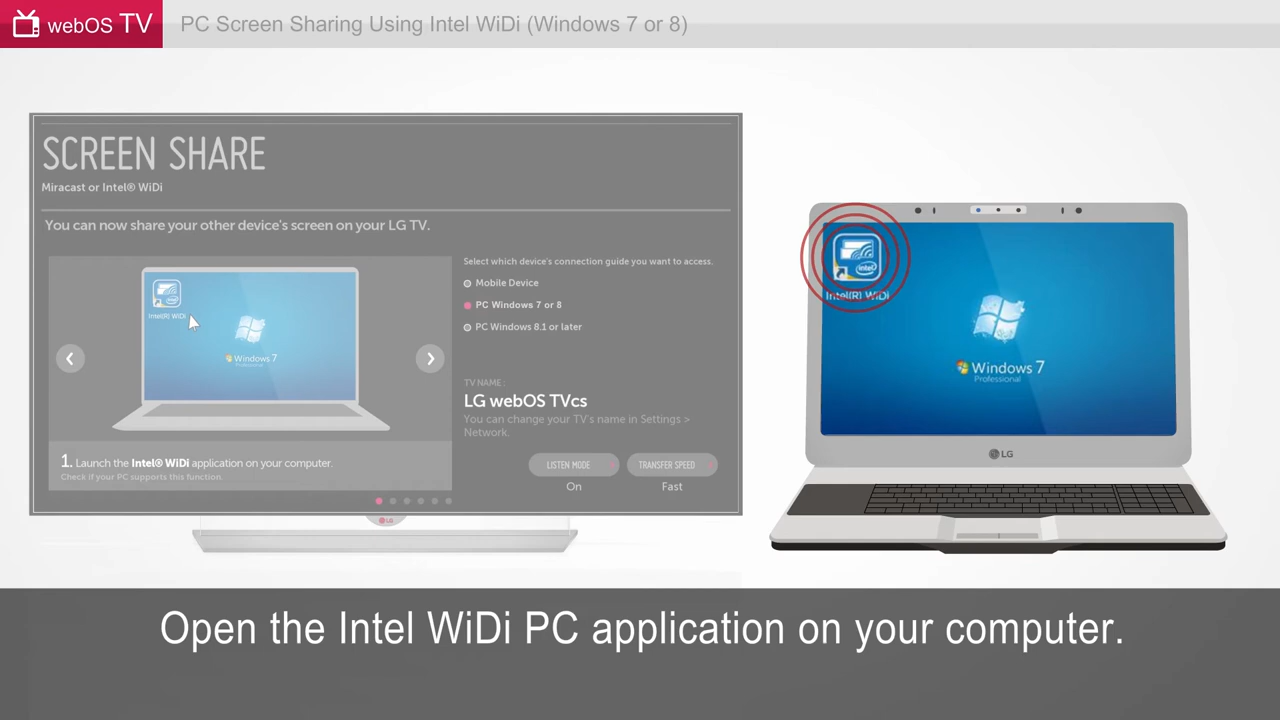 webOS TV
PC Screen Sharing Using Intel WiDi (Windows 7 or 8)
SCREEN SHARE
Miracast or Intel® WiDi
You can now share your other device's screen on your LG TV.
Intel(R) WiDi
Windows 7
1. Launch the Intel® WiDi application on your computer.
Check if your PC supports this function.
Select which device's connection guide you want to access.
Mobile Device
PC Windows 7 or 8
PC Windows 8.1 or later
TV NAME :
LG webOS TVcs
You can change your TV's name in Settings >
Network.
LISTEN MODE
TRANSFER SPEED
On
Fast
LG
intel
Intel(R) WiDi
Windows 7
Professional
LG
Open the Intel WiDi PC application on your computer.